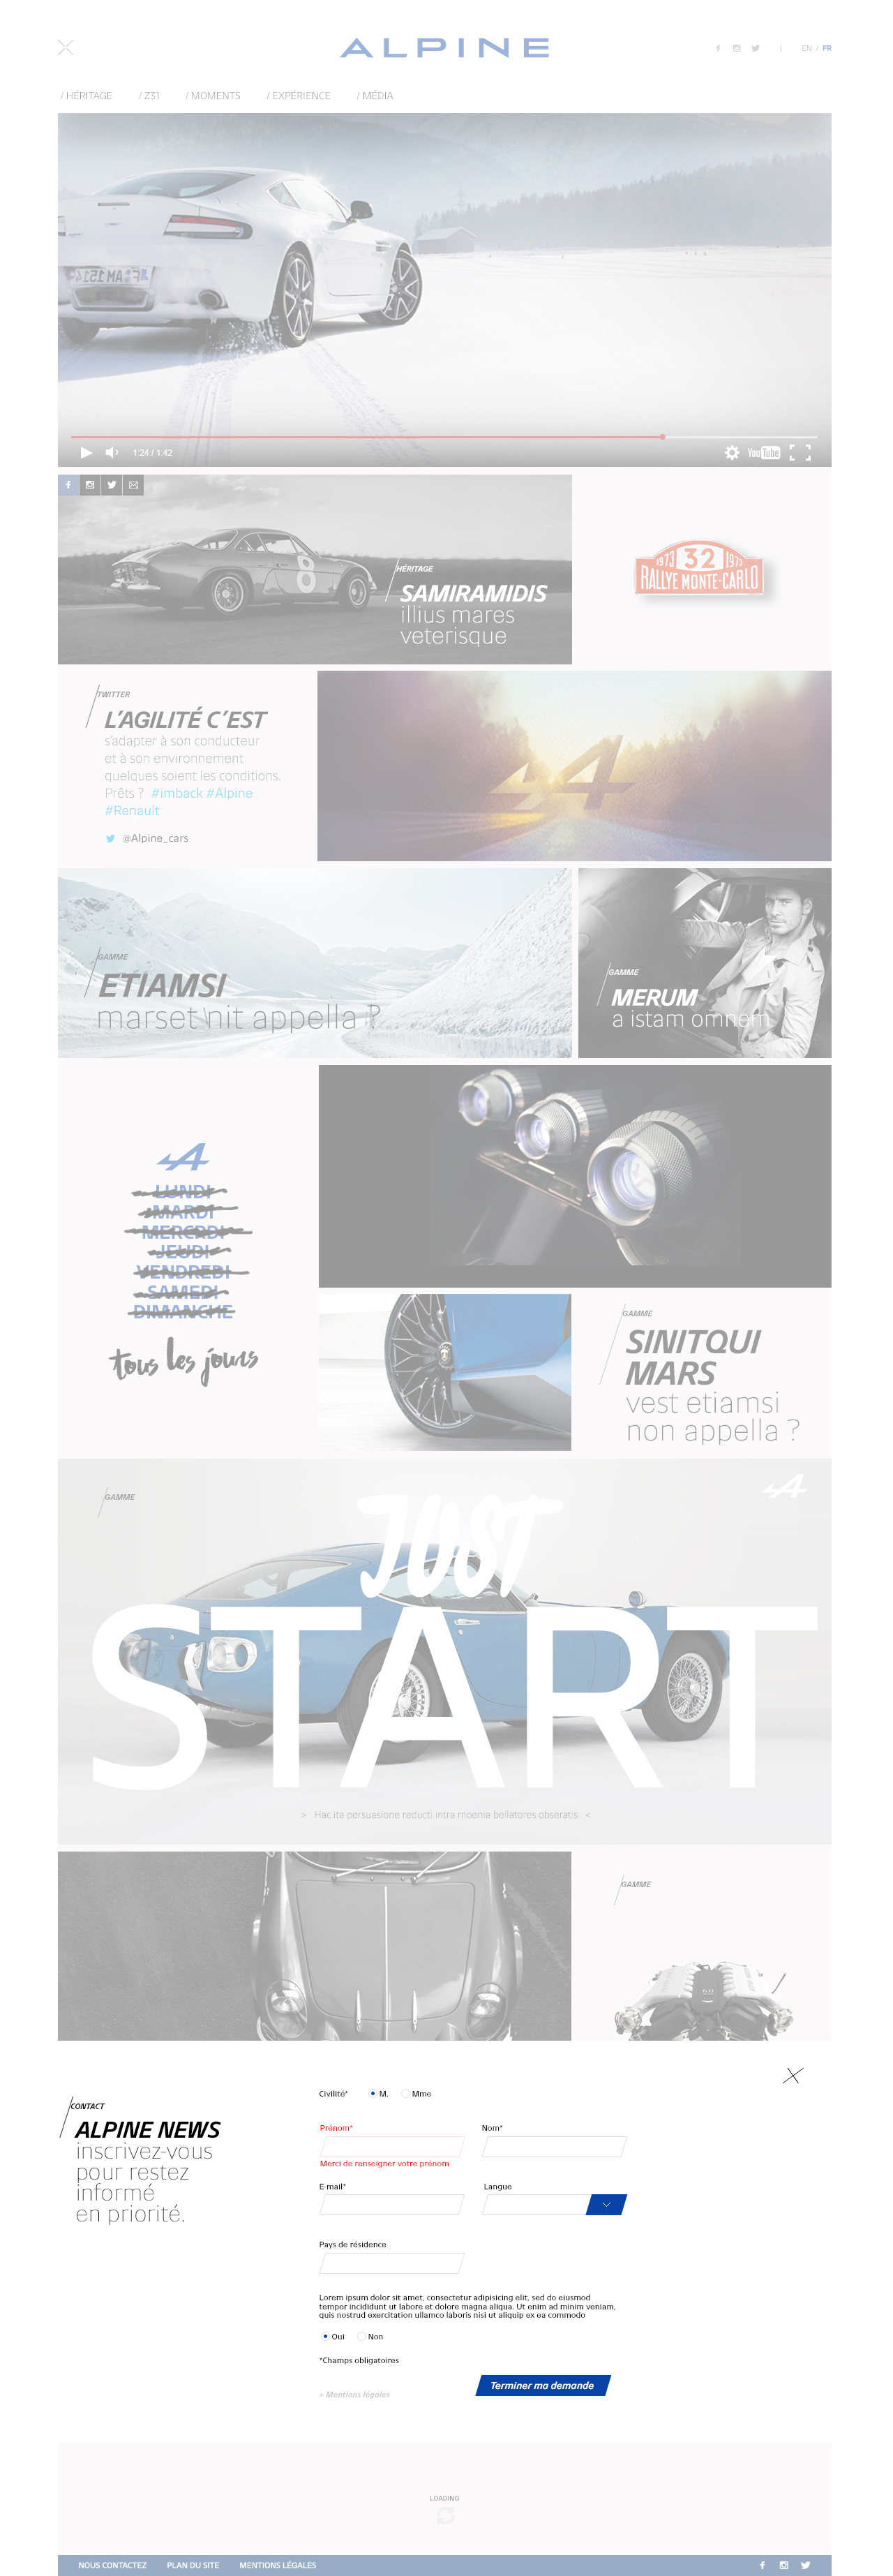 ALPINE
EN / FR
/ HÉRITAGE / Z31 / MOMENTS / EXPÉRIENCE / MÉDIA
1:24 / 1:42
YouTube
HÉRITAGE
SAMIRAMIDIS
illius mares
veterisque
1973 32 1973
RALLYE MONTE-CARLO
TWITTER
L'AGILITÉ C'EST
s'adapter à son conducteur
et à son environnement
quelques soient les conditions.
Prêts ? #imback #Alpine
#Renault
@Alpine_cars
GAMME
ETIAMSI
marset nit appella ?
GAMME
MERUM
a istam omnem
LUNDI
MARDI
MERCRDI
JEUDI
VENDREDI
SAMEDI
DIMANCHE
tous les jours
GAMME
SINITQUI
MARS
vest etiamsi
non appella ?
GAMME
JUST
START
> Hac ita persuasione reducti intra moenia bellatores obseratis <
GAMME
CONTACT
ALPINE NEWS
inscrivez-vous
pour restez
informé
en priorité.
Civilité* M. Mme
Prénom* Nom*
Merci de renseigner votre prénom
E-mail* Langue
Pays de résidence
Lorem ipsum dolor sit amet, consectetur adipisicing elit, sed do eiusmod
tempor incididunt ut labore et dolore magna aliqua. Ut enim ad minim veniam,
quis nostrud exercitation ullamco laboris nisi ut aliquip ex ea commodo
Oui Non
*Champs obligatoires
Terminer ma demande
» Mentions légales
LOADING
NOUS CONTACTEZ PLAN DU SITE MENTIONS LÉGALES